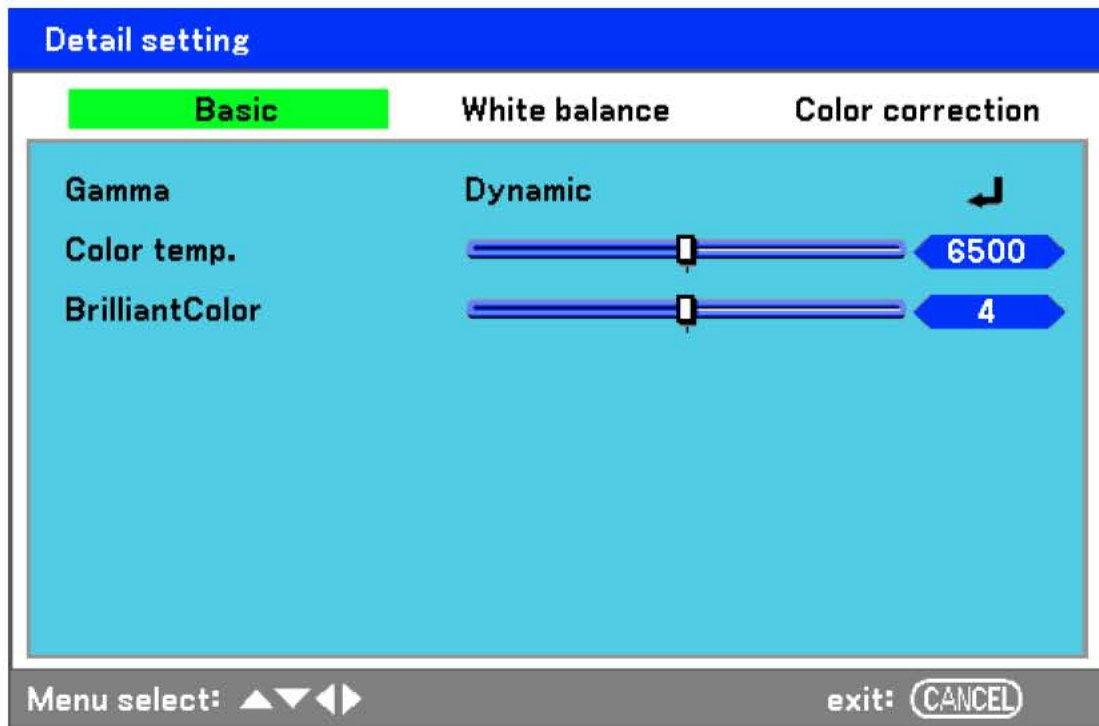 Detail setting
Basic White balance Color correction
Gamma Dynamic
Color temp. 6500
BrilliantColor 4
Menu select: exit: CANCEL